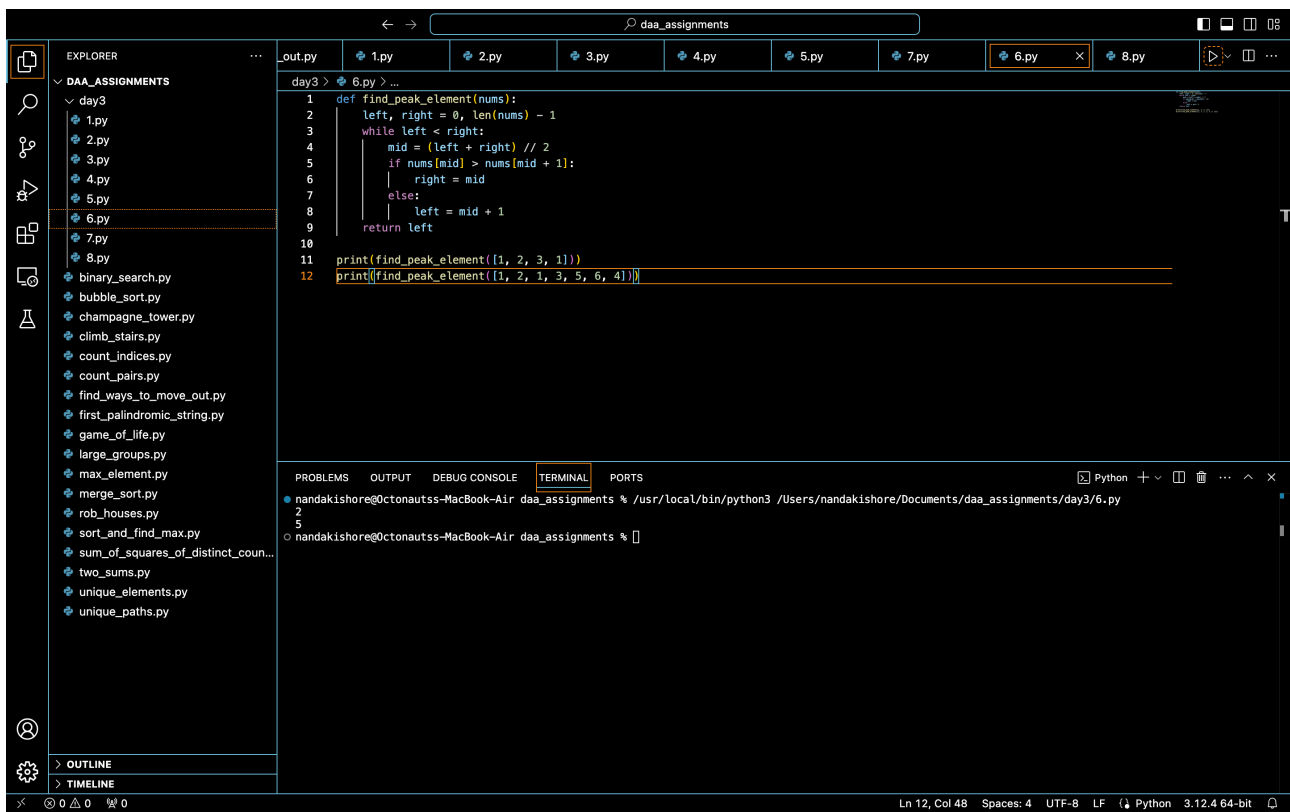 daa_assignments
EXPLORER
_out.py 1.py 2.py 3.py 4.py 5.py 7.py 6.py 8.py
DAA_ASSIGNMENTS
day3
1.py
2.py
3.py
4.py
5.py
6.py
7.py
8.py
binary_search.py
bubble_sort.py
champagne_tower.py
climb_stairs.py
count_indices.py
count_pairs.py
find_ways_to_move_out.py
first_palindromic_string.py
game_of_life.py
large_groups.py
max_element.py
merge_sort.py
rob_houses.py
sort_and_find_max.py
sum_of_squares_of_distinct_coun...
two_sums.py
unique_elements.py
unique_paths.py
OUTLINE
TIMELINE
day3 > 6.py > ...
1 def find_peak_element(nums):
2     left, right = 0, len(nums) - 1
3     while left < right:
4         mid = (left + right) // 2
5         if nums[mid] > nums[mid + 1]:
6             right = mid
7         else:
8             left = mid + 1
9     return left
10
11 print(find_peak_element([1, 2, 3, 1]))
12 print(find_peak_element([1, 2, 1, 3, 5, 6, 4]))
PROBLEMS OUTPUT DEBUG CONSOLE TERMINAL PORTS
Python
nandakishore@Octonautss-MacBook-Air daa_assignments % /usr/local/bin/python3 /Users/nandakishore/Documents/daa_assignments/day3/6.py
2
5
nandakishore@Octonautss-MacBook-Air daa_assignments %
0 0 0
Ln 12, Col 48 Spaces: 4 UTF-8 LF Python 3.12.4 64-bit